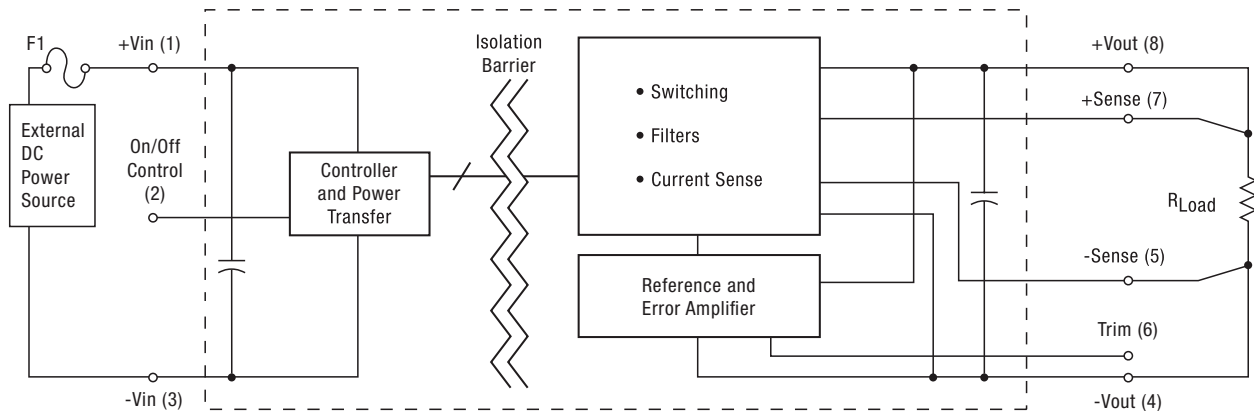 F1
+Vin (1)
External
DC
Power
Source
On/Off
Control
(2)
-Vin (3)
Controller
and Power
Transfer
Isolation
Barrier
• Switching
• Filters
• Current Sense
Reference and
Error Amplifier
+Vout (8)
+Sense (7)
RLoad
-Sense (5)
Trim (6)
-Vout (4)